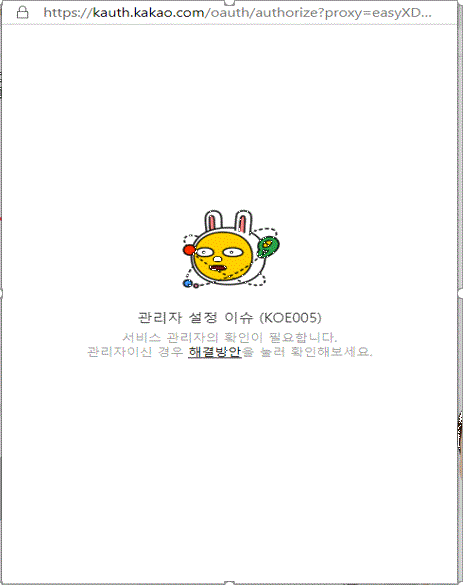 https://kauth.kakao.com/oauth/authorize?proxy=easyXD...
관리자 설정 이슈 (KOE005)
서비스 관리자의 확인이 필요합니다.
관리자이신 경우 해결방안을 눌러 확인해보세요.